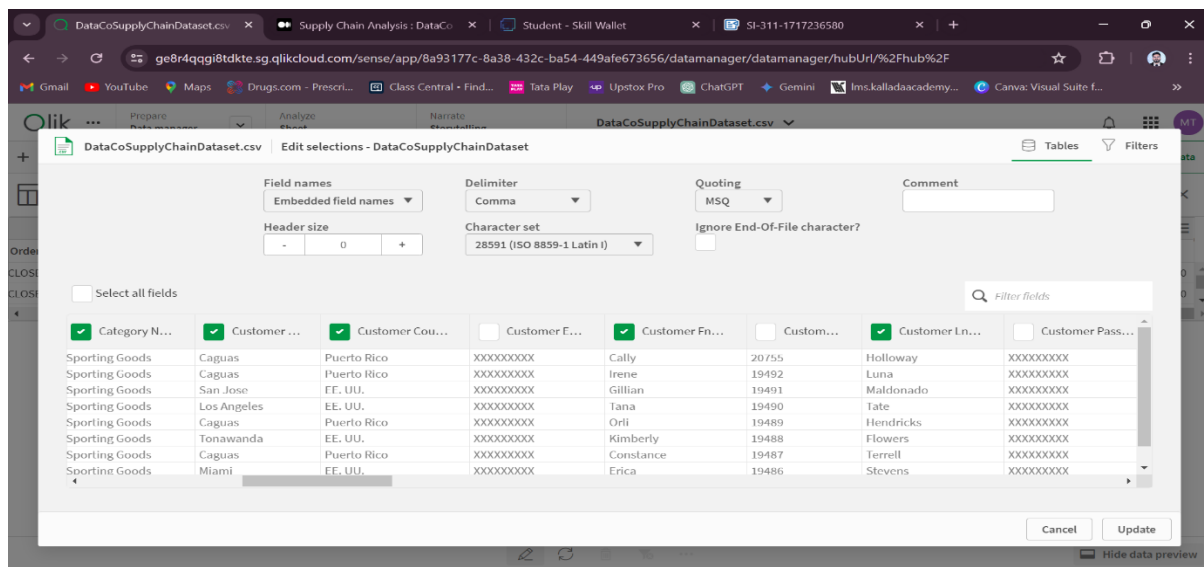 DataCoSupplyChainDataset.csv
Supply Chain Analysis : DataCo
Student - Skill Wallet
SI-311-1717236580
ge8r4qqgi8tdkte.sg.qlikcloud.com/sense/app/8a93177c-8a38-432c-ba54-449afe673656/datamanager/datamanager/hubUrl/%2Fhub%2F
Gmail YouTube Maps Drugs.com - Prescri... Class Central • Find... Tata Play Upstox Pro ChatGPT Gemini lms.kalladaacademy... Canva: Visual Suite f... »
Qlik ... Prepare Analyze Narrate
Data manager Sheet Storytelling DataCoSupplyChainDataset.csv MT
DataCoSupplyChainDataset.csv Edit selections - DataCoSupplyChainDataset Tables Filters
Field names Delimiter Quoting Comment
Embedded field names Comma MSQ
Header size Character set Ignore End-Of-File character?
- 0 + 28591 (ISO 8859-1 Latin I)
Select all fields Filter fields
Category N... Customer ... Customer Cou... Customer E... Customer Fn... Custom... Customer Ln... Customer Pass...
Sporting Goods Caguas Puerto Rico XXXXXXXXX Cally 20755 Holloway XXXXXXXXX
Sporting Goods Caguas Puerto Rico XXXXXXXXX Irene 19492 Luna XXXXXXXXX
Sporting Goods San Jose EE. UU. XXXXXXXXX Gillian 19491 Maldonado XXXXXXXXX
Sporting Goods Los Angeles EE. UU. XXXXXXXXX Tana 19490 Tate XXXXXXXXX
Sporting Goods Caguas Puerto Rico XXXXXXXXX Orli 19489 Hendricks XXXXXXXXX
Sporting Goods Tonawanda EE. UU. XXXXXXXXX Kimberly 19488 Flowers XXXXXXXXX
Sporting Goods Caguas Puerto Rico XXXXXXXXX Constance 19487 Terrell XXXXXXXXX
Sporting Goods Miami EE. UU. XXXXXXXXX Erica 19486 Stevens XXXXXXXXX
Cancel Update
Hide data preview